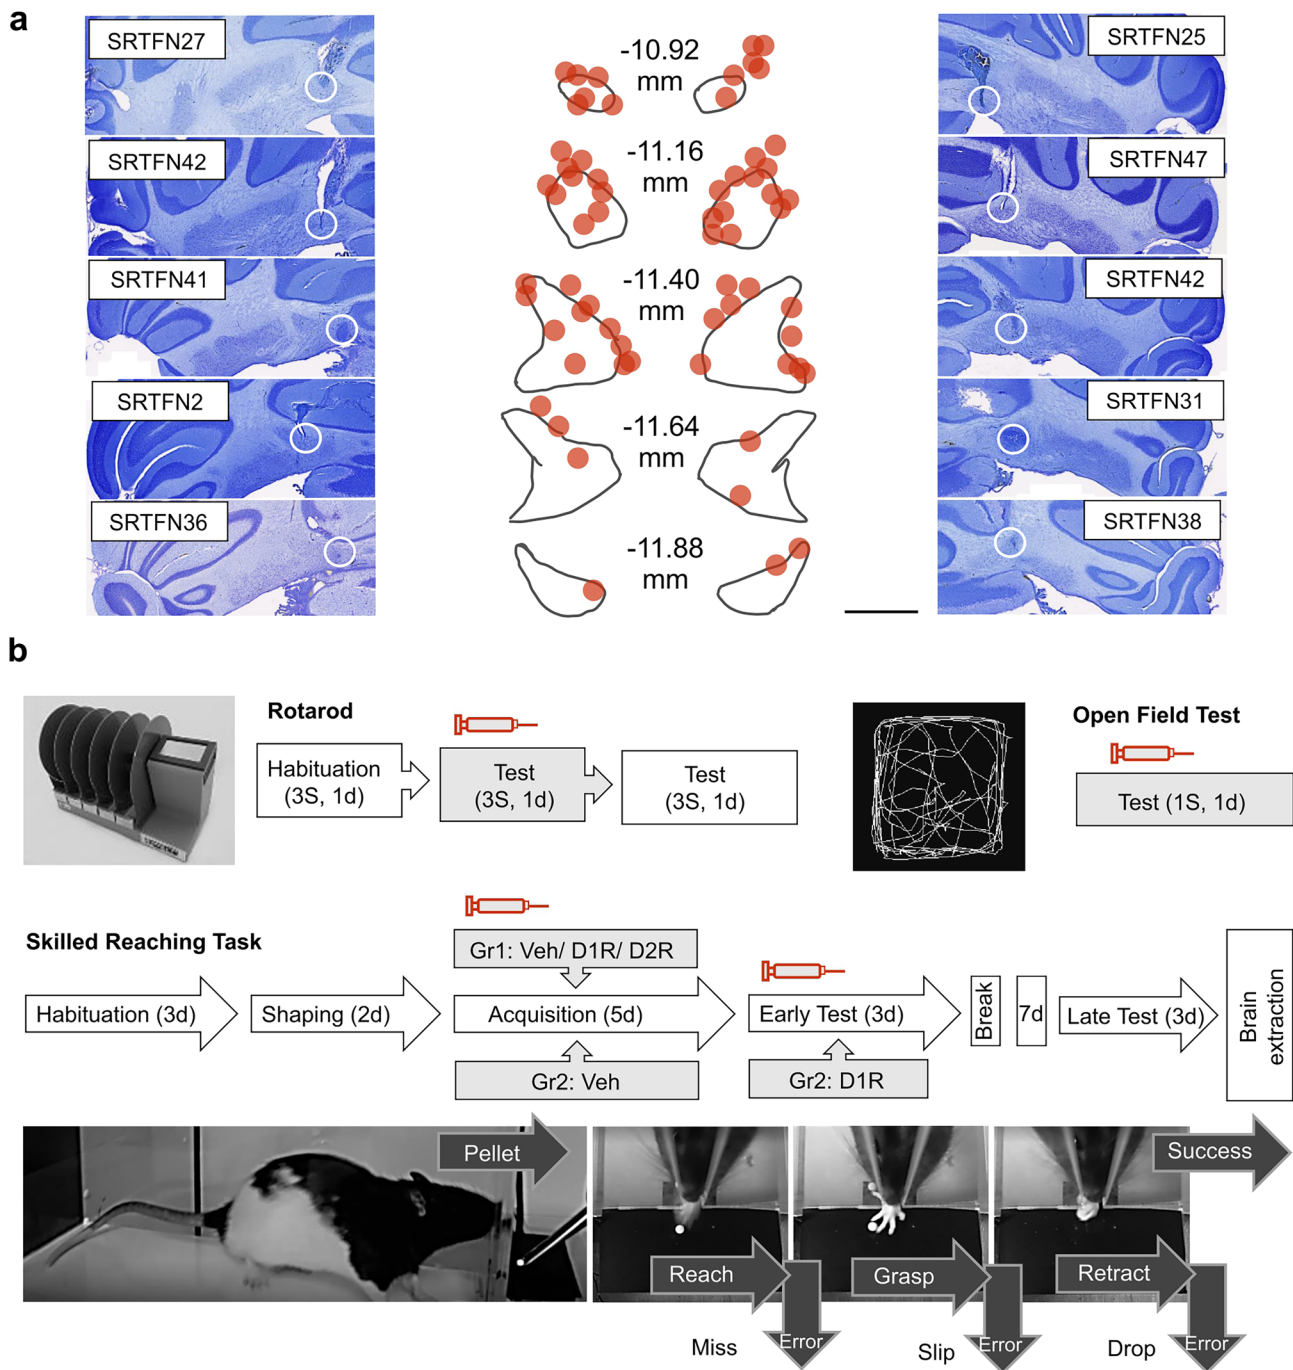 a
SRTFN27
SRTFN42
SRTFN41
SRTFN2
SRTFN36
-10.92
mm
-11.16
mm
-11.40
mm
-11.64
mm
-11.88
mm
SRTFN25
SRTFN47
SRTFN42
SRTFN31
SRTFN38
b
Rotarod
Habituation
(3S, 1d)
Test
(3S, 1d)
Test
(3S, 1d)
Open Field Test
Test (1S, 1d)
Skilled Reaching Task
Gr1: Veh/ D1R/ D2R
Habituation (3d)
Shaping (2d)
Acquisition (5d)
Early Test (3d)
Break
7d
Late Test (3d)
Brain
extraction
Gr2: Veh
Gr2: D1R
Pellet
Success
Reach
Grasp
Retract
Miss
Error
Slip
Error
Drop
Error